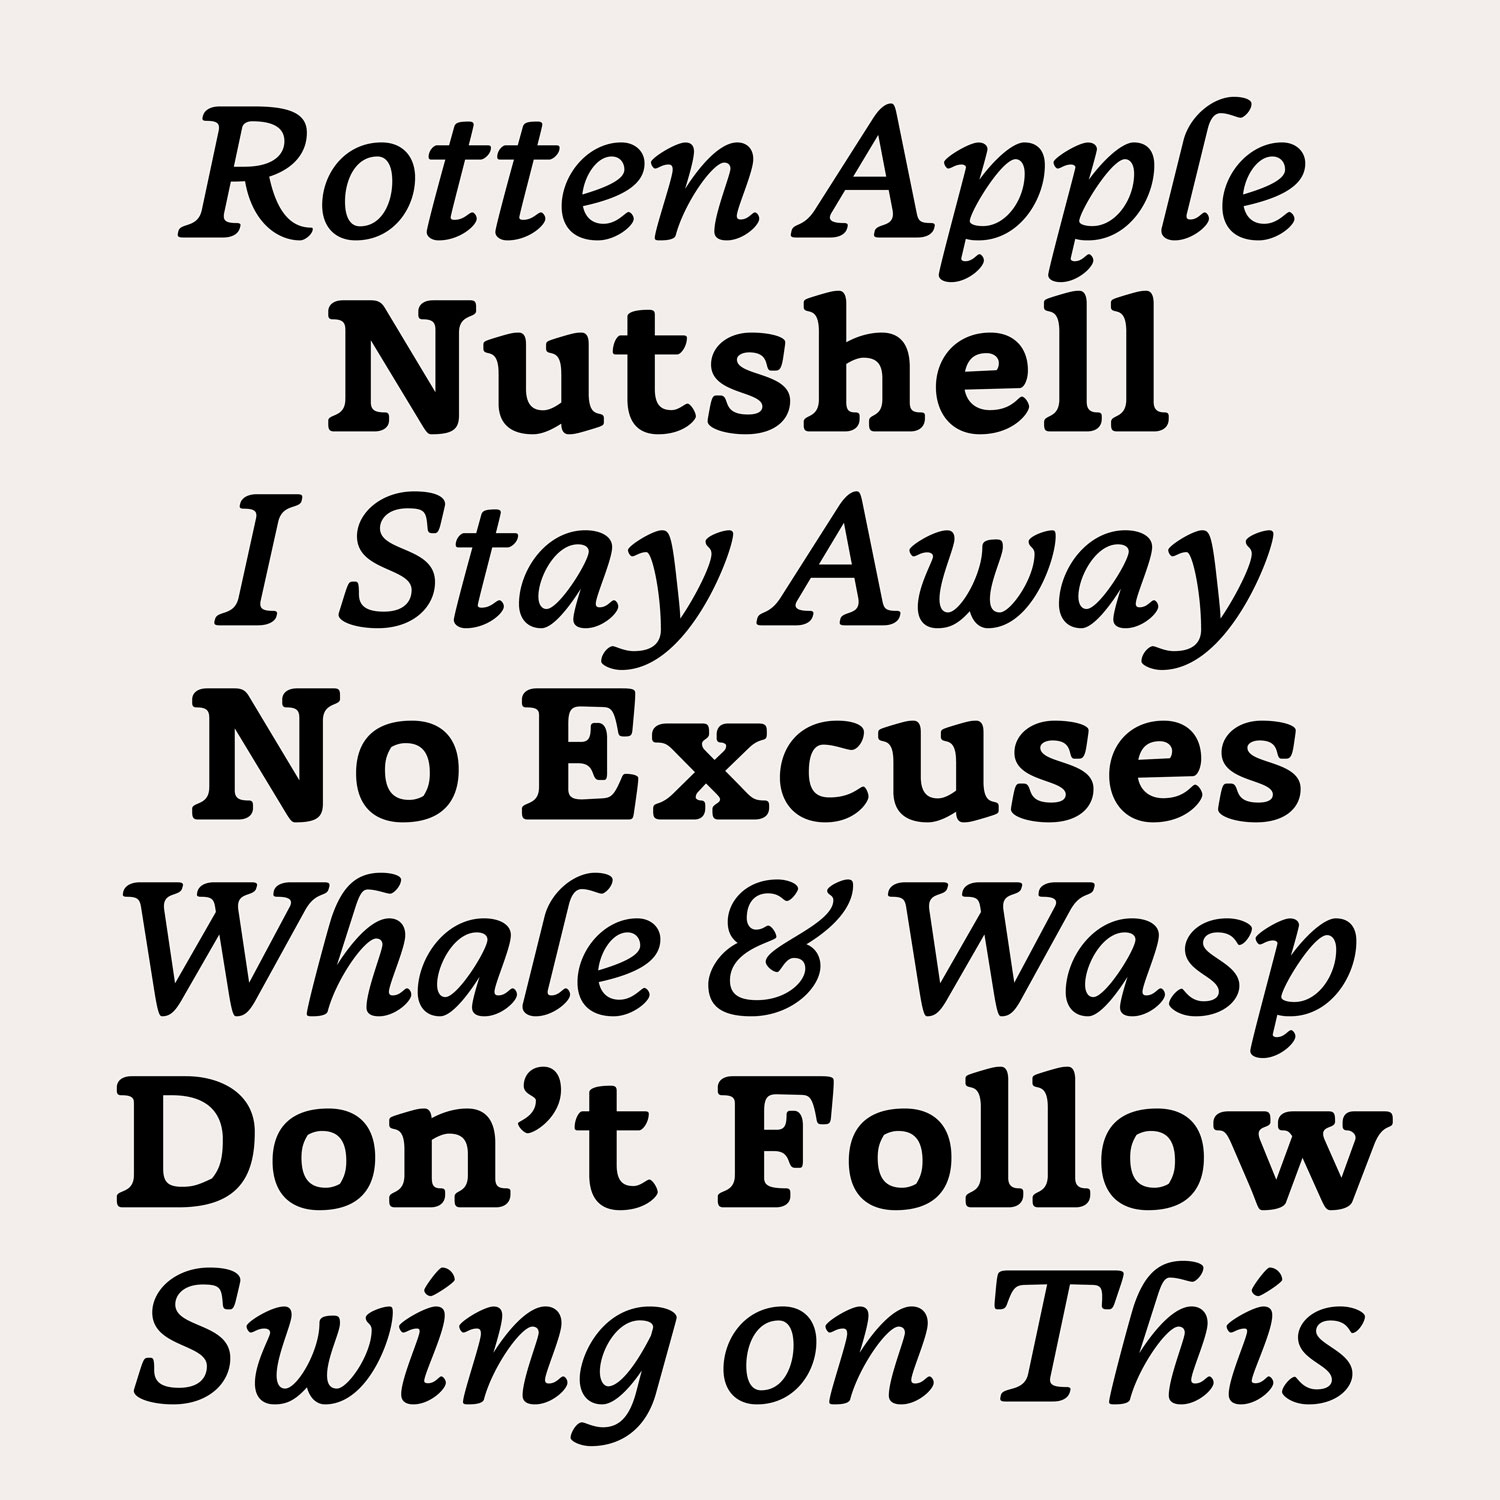 Rotten Apple
Nutshell
I Stay Away
No Excuses
Whale & Wasp
Don’t Follow
Swing on This